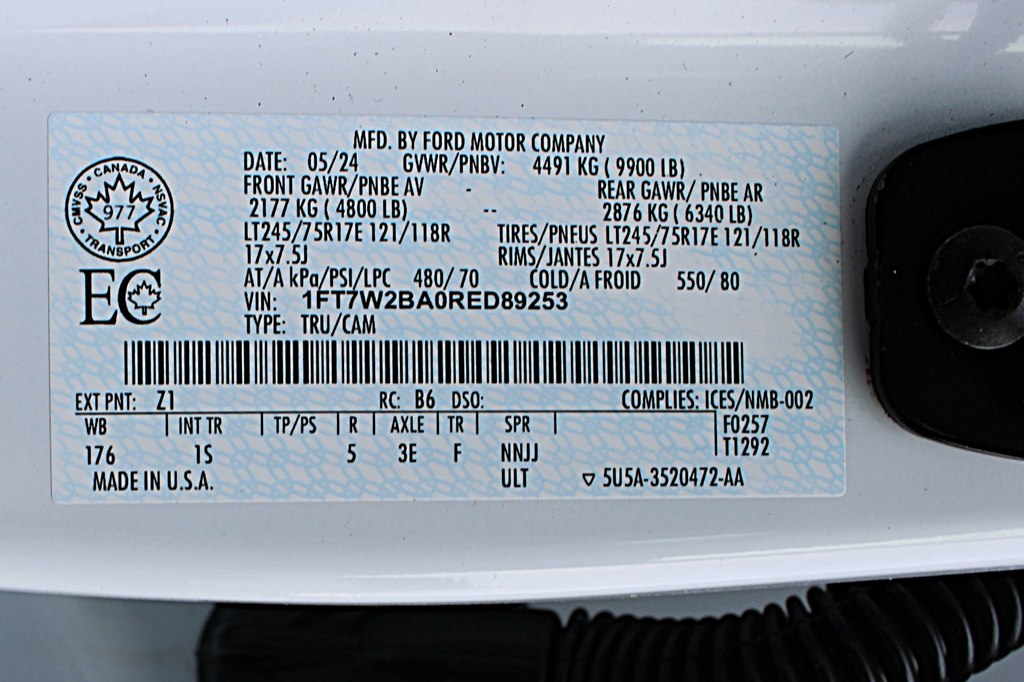 MFD. BY FORD MOTOR COMPANY
DATE: 05/24 GVWR/PNBV: 4491 KG ( 9900 LB)
FRONT GAWR/PNBE AV - REAR GAWR/ PNBE AR
2177 KG ( 4800 LB) -- 2876 KG ( 6340 LB)
LT245/75R17E 121/118R TIRES/PNEUS LT245/75R17E 121/118R
17x7.5J RIMS/JANTES 17x7.5J
AT/A kPa/PSI/LPC 480/ 70 COLD/A FROID 550/ 80
VIN: 1FT7W2BA0RED89253
TYPE: TRU/CAM
CANADA · NSVAC · TRANSPORT · CMVSS ·
977
EC
EXT PNT: Z1 RC: B6 DSO: COMPLIES: ICES/NMB-002
WB INT TR TP/PS R AXLE TR SPR F0257
176 1S 5 3E F NNJJ T1292
MADE IN U.S.A. ULT ▽ 5U5A-3520472-AA